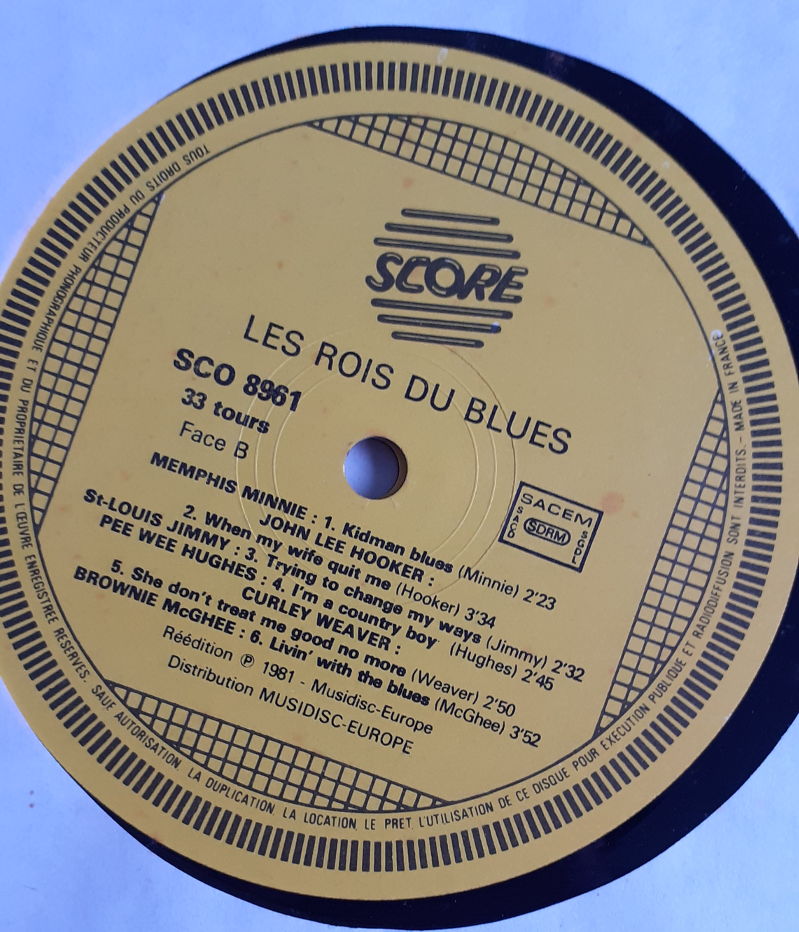 SCORE
LES ROIS DU BLUES
SCO 8961
33 tours
Face B
SACEM
SACD
SDRM
SGDL
MEMPHIS MINNIE : 1. Kidman blues (Minnie) 2'23
JOHN LEE HOOKER :
2. When my wife quit me (Hooker) 3'34
St-LOUIS JIMMY : 3. Trying to change my ways (Jimmy) 2'32
PEE WEE HUGHES : 4. I'm a country boy (Hughes) 2'45
CURLEY WEAVER :
5. She don't treat me good no more (Weaver) 2'50
BROWNIE McGHEE : 6. Livin' with the blues (McGhee) 3'52
Réédition ℗ 1981 - Musidisc-Europe
Distribution MUSIDISC-EUROPE
TOUS DROITS DU PRODUCTEUR PHONOGRAPHIQUE ET DU PROPRIETAIRE DE L'ŒUVRE ENREGISTREE RESERVES. SAUF AUTORISATION, LA DUPLICATION, LA LOCATION, LE PRET, L'UTILISATION DE CE DISQUE POUR EXECUTION PUBLIQUE ET RADIODIFFUSION SONT INTERDITS. - MADE IN FRANCE